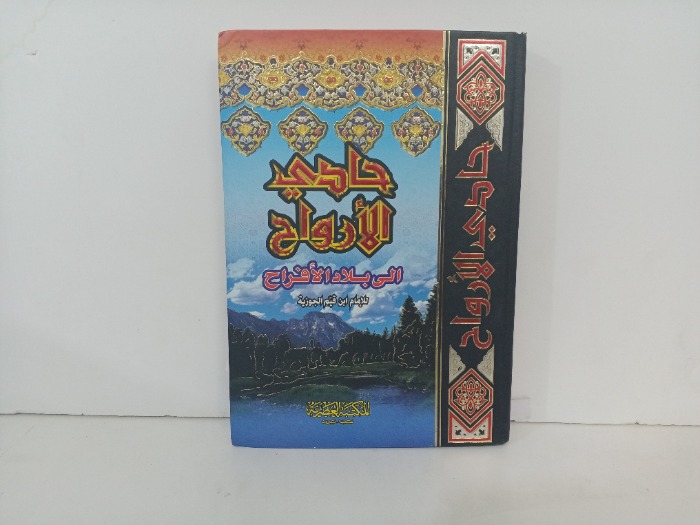 حادي
الأرواح
الى بلاد الأفراح
للإمام ابن قيم الجوزية
المكتبة العصرية
حادي الأرواح